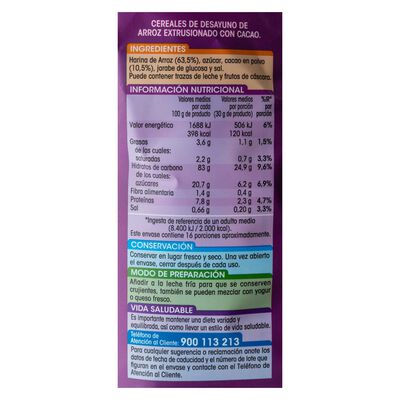 CEREALES DE DESAYUNO DE
ARROZ EXTRUSIONADO CON CACAO.
INGREDIENTES
Harina de Arroz (63,5%), azúcar, cacao en polvo
(10,5%), jarabe de glucosa y sal.
Puede contener trazas de leche y frutos de cáscara.
INFORMACIÓN NUTRICIONAL
Valores medios por cada 100 g de producto) Valores medios por porción (30 g de producto) %IR* por porción
Valor energético 1688 kJ 506 kJ 6%
398 kcal 120 kcal
Grasas 3,6 g 1,1 g 1,5%
de las cuales:
saturadas 2,2 g 0,7 g 3,3%
Hidratos de carbono 83 g 24,9 g 9,6%
de los cuales:
azúcares 20,7 g 6,2 g 6,9%
Fibra alimentaria 1,4 g 0,4 g
Proteínas 7,8 g 2,3 g 4,7%
Sal 0,66 g 0,20 g 3,3%
*Ingesta de referencia de un adulto medio
(8.400 kJ / 2.000 kcal).
Este envase contiene 16 porciones aproximadamente.
CONSERVACIÓN
Conservar en lugar fresco y seco. Una vez abierto
el envase, cerrar después de cada uso.
MODO DE PREPARACIÓN
Añadir a la leche fría para que se conserven
crujientes, también se pueden mezclar con yogur
o queso fresco.
VIDA SALUDABLE
Es importante mantener una dieta variada y
equilibrada, así como llevar un estilo de vida saludable.
Teléfono de
Atención al Cliente: 900 113 213
Para cualquier sugerencia o reclamación anote los
datos de fecha de caducidad y el número de lote que
figuran en el envase y contacte con el Teléfono de
Atención al Cliente.